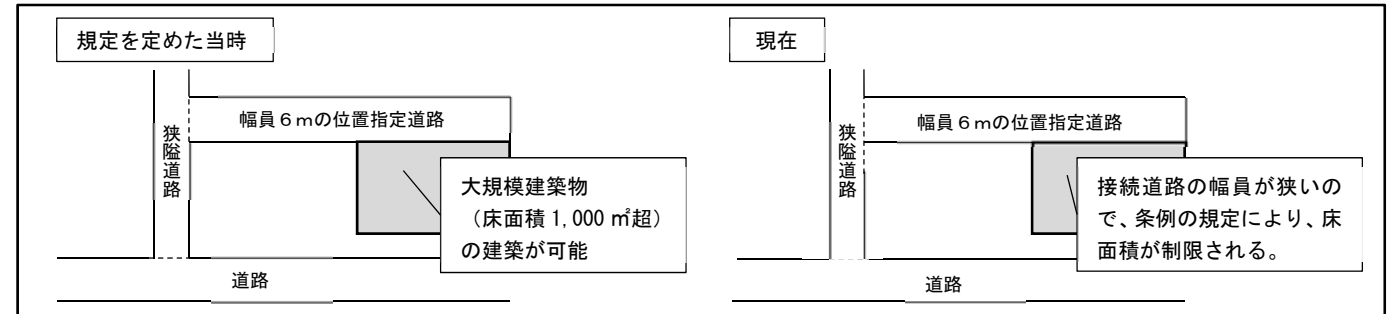 規定を定めた当時
幅員６ｍの位置指定道路
狭隘道路
大規模建築物
（床面積 1,000 ㎡超）
の建築が可能
道路
現在
幅員６ｍの位置指定道路
狭隘道路
接続道路の幅員が狭いの
で、条例の規定により、床
面積が制限される。
道路